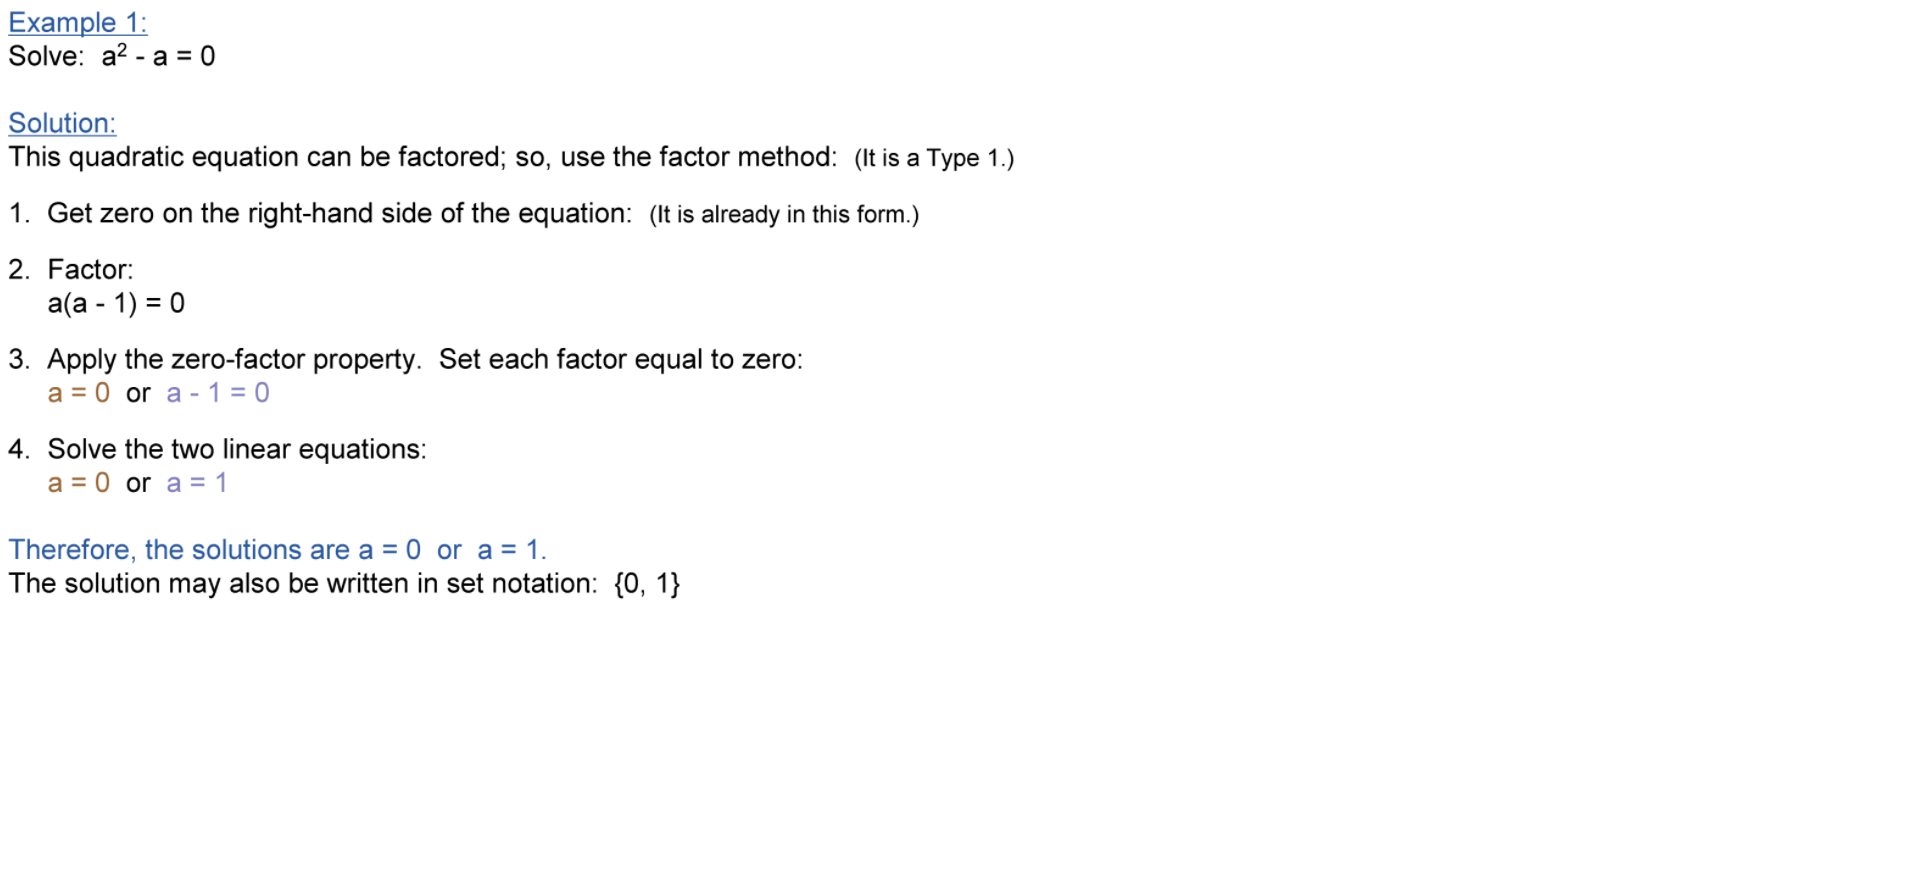 Example 1:
Solve:  a² - a = 0
Solution:
This quadratic equation can be factored; so, use the factor method:  (It is a Type 1.)
1.  Get zero on the right-hand side of the equation:  (It is already in this form.)
2.  Factor:
a(a - 1) = 0
3.  Apply the zero-factor property.  Set each factor equal to zero:
a = 0  or  a - 1 = 0
4.  Solve the two linear equations:
a = 0  or  a = 1
Therefore, the solutions are a = 0  or  a = 1.
The solution may also be written in set notation:  {0, 1}